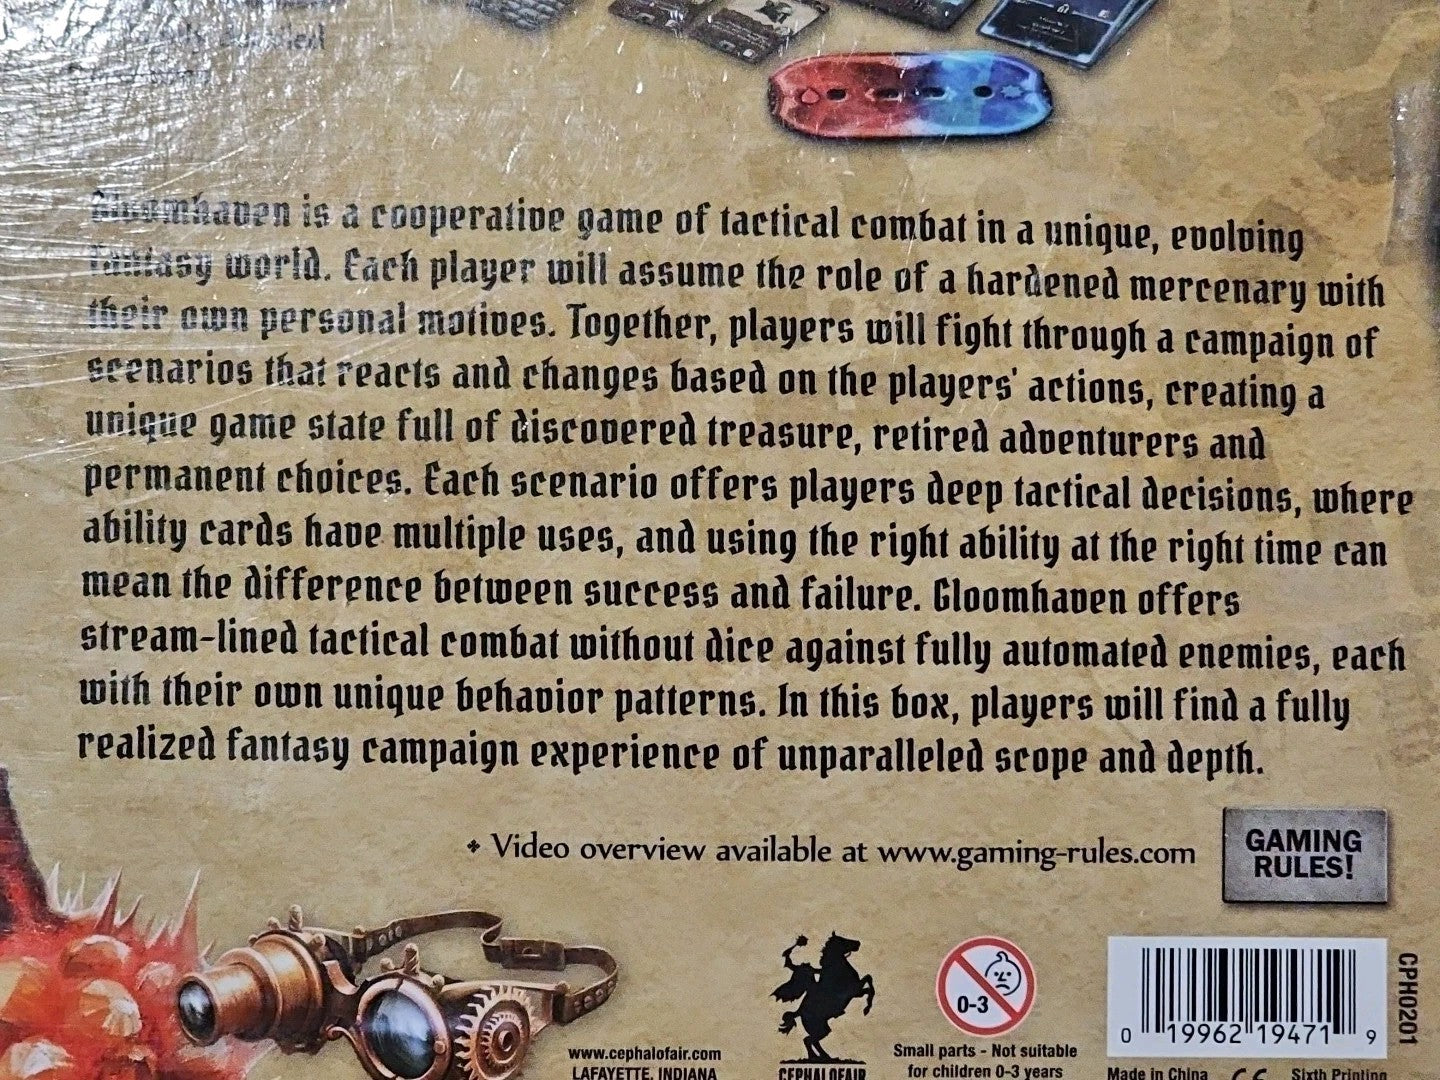 Gloomhaven is a cooperative game of tactical combat in a unique, evolving
fantasy world. Each player will assume the role of a hardened mercenary with
their own personal motives. Together, players will fight through a campaign of
scenarios that reacts and changes based on the players' actions, creating a
unique game state full of discovered treasure, retired adventurers and
permanent choices. Each scenario offers players deep tactical decisions, where
ability cards have multiple uses, and using the right ability at the right time can
mean the difference between success and failure. Gloomhaven offers
stream-lined tactical combat without dice against fully automated enemies, each
with their own unique behavior patterns. In this box, players will find a fully
realized fantasy campaign experience of unparalleled scope and depth.
Video overview available at www.gaming-rules.com
GAMING
RULES!
0-3
www.cephalofair.com
LAFAYETTE, INDIANA
CEPHALOFAIR
Small parts - Not suitable
for children 0-3 years
0 19962 19471 9
CPH0201
Made in China CE Sixth Printing